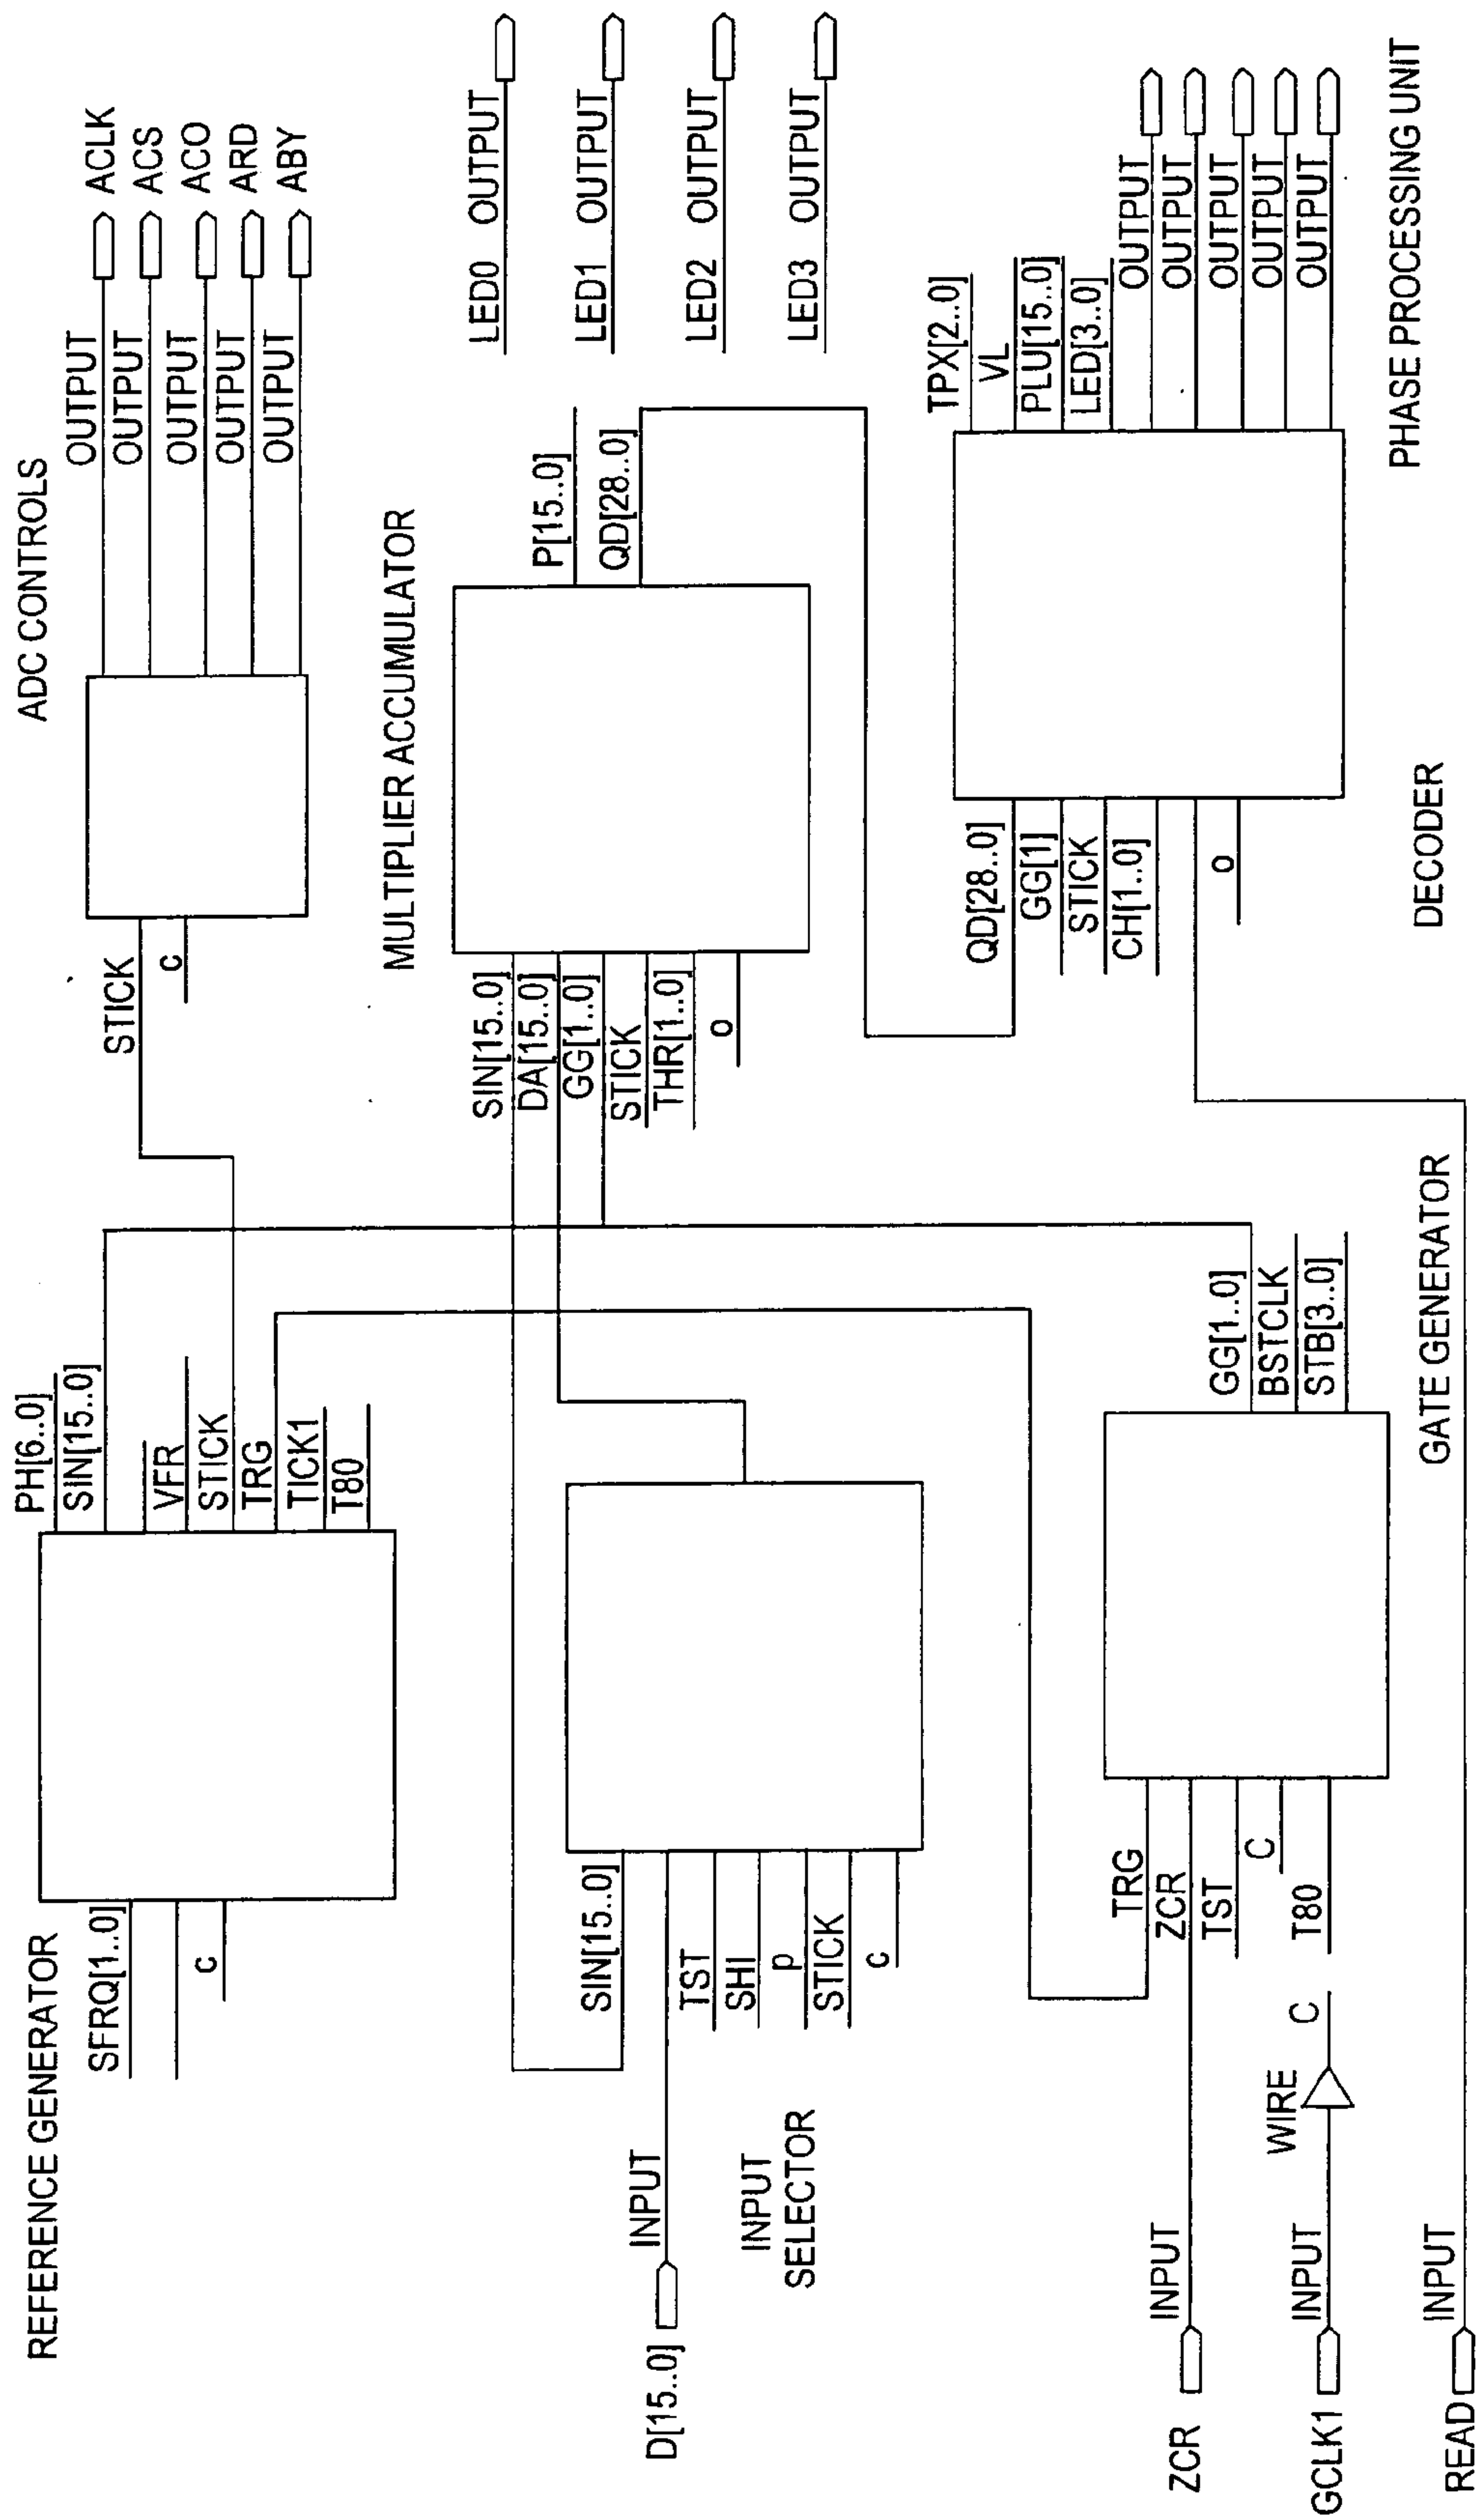 REFERENCE GENERATOR
SFRQ[1..0]
c
PH[6..0]
SIN[15..0]
VFR
STICK
TRG
TICK1
T80
ADC CONTROLS
STICK
c
OUTPUT
OUTPUT
OUTPUT
OUTPUT
OUTPUT
ACLK
ACS
ACO
ARD
ABY
D[15..0]
INPUT
INPUT
SELECTOR
SIN[15..0]
TST
SHI
p
STICK
c
MULTIPLIER ACCUMULATOR
SIN[15..0]
DA[15..0]
GG[1..0]
STICK
THR[1..0]
o
P[15..0]
QD[28..0]
LED0 OUTPUT
LED1 OUTPUT
LED2 OUTPUT
LED3 OUTPUT
ZCR
INPUT
GCLK1
INPUT
WIRE
C
READ
INPUT
TRG
ZCR
TST
C
T80
GG[1..0]
BSTCLK
STB[3..0]
GATE GENERATOR
QD[28..0]
GG[1]
STICK
CH[1..0]
o
DECODER
TPX[2..0]
VL
PLU[15..0]
LED[3..0]
OUTPUT
OUTPUT
OUTPUT
OUTPUT
OUTPUT
PHASE PROCESSING UNIT